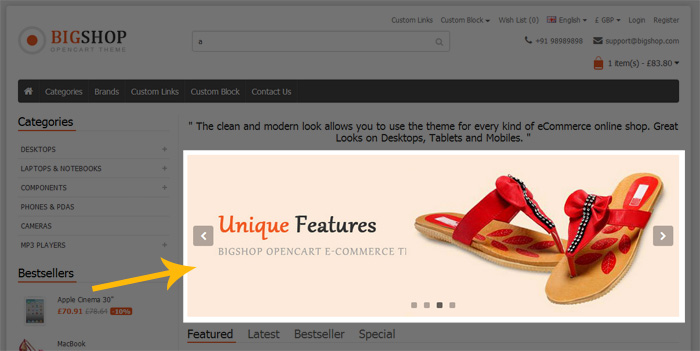 Custom Links Custom Block Wish List (0) English £ GBP Login Register
BIGSHOP
OPENCART THEME
a
+91 98989898 support@bigshop.com
1 item(s) - £83.80
Categories Brands Custom Links Custom Block Contact Us
Categories
DESKTOPS +
LAPTOPS & NOTEBOOKS +
COMPONENTS +
PHONES & PDAS
CAMERAS
MP3 PLAYERS +
Bestsellers
Apple Cinema 30"
£70.91 £78.64 -10%
MacBook
" The clean and modern look allows you to use the theme for every kind of eCommerce online shop. Great
Looks on Desktops, Tablets and Mobiles. "
Unique Features
BIGSHOP OPENCART E-COMMERCE T
Featured Latest Bestseller Special